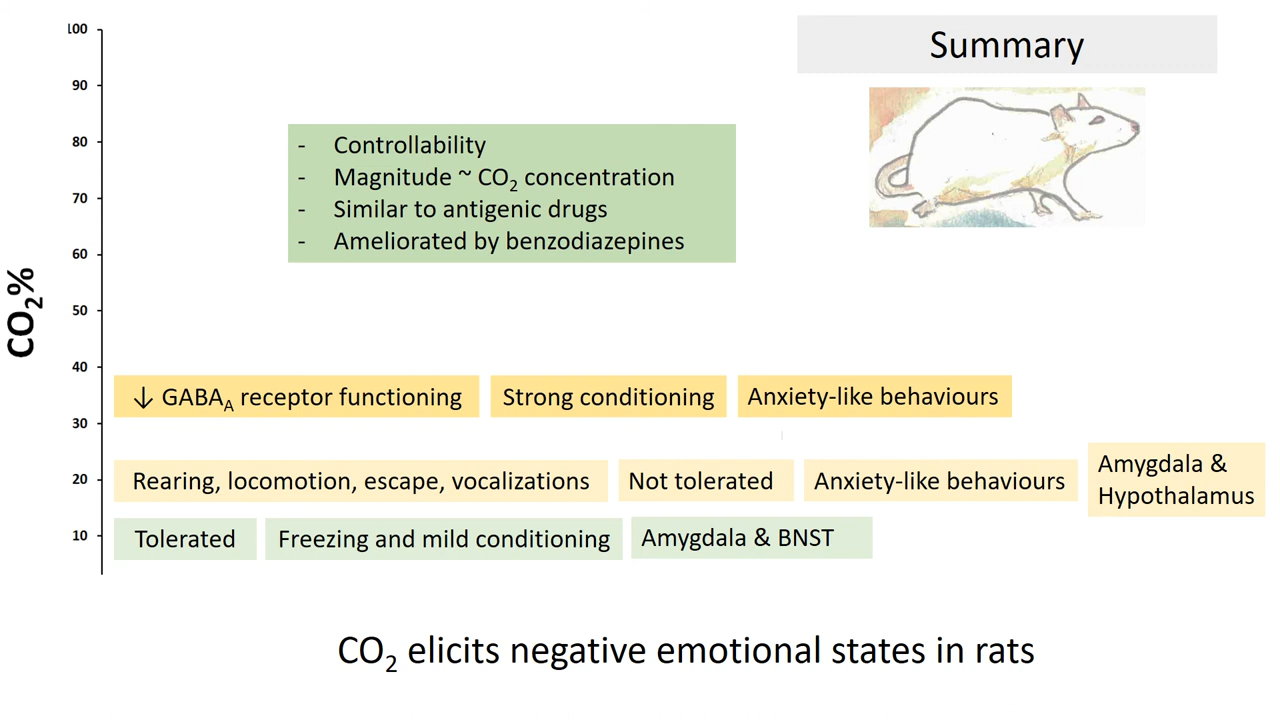 Summary
100
90
80
70
60
50
40
30
20
10
CO₂%
- Controllability
- Magnitude ~ CO₂ concentration
- Similar to antigenic drugs
- Ameliorated by benzodiazepines
↓ GABA_A receptor functioning
Strong conditioning
Anxiety-like behaviours
Rearing, locomotion, escape, vocalizations
Not tolerated
Anxiety-like behaviours
Amygdala &
Hypothalamus
Tolerated
Freezing and mild conditioning
Amygdala & BNST
CO₂ elicits negative emotional states in rats